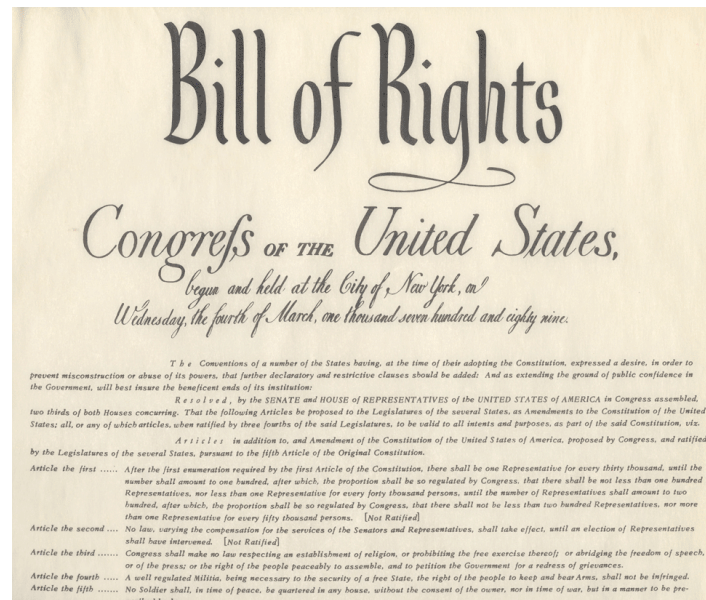 Bill of Rights
Congreſs OF THE United States,
begun and held at the City of New York, on
Wednesday, the fourth of March, one thousand seven hundred and eighty nine.
The Conventions of a number of the States having, at the time of their adopting the Constitution, expressed a desire, in order to
prevent misconstruction or abuse of its powers, that further declaratory and restrictive clauses should be added: And as extending the ground of public confidence in
the Government, will best insure the beneficent ends of its institution:
Resolved, by the SENATE and HOUSE of REPRESENTATIVES of the UNITED STATES of AMERICA in Congress assembled,
two thirds of both Houses concurring. That the following Articles be proposed to the Legislatures of the several States, as Amendments to the Constitution of the United
States; all, or any of which articles, when ratified by three fourths of the said Legislatures, to be valid to all intents and purposes, as part of the said Constitution, viz.
Articles in addition to, and Amendment of the Constitution of the United States of America, proposed by Congress, and ratified
by the Legislatures of the several States, pursuant to the fifth Article of the Original Constitution.
Article the first ...... After the first enumeration required by the first Article of the Constitution, there shall be one Representative for every thirty thousand, until the
number shall amount to one hundred, after which, the proportion shall be so regulated by Congress, that there shall be not less than one hundred
Representatives, nor less than one Representative for every forty thousand persons, until the number of Representatives shall amount to two
hundred, after which, the proportion shall be so regulated by Congress, that there shall not be less than two hundred Representatives, nor more
than one Representative for every fifty thousand persons. [Not Ratified]
Article the second .... No law, varying the compensation for the services of the Senators and Representatives, shall take effect, until an election of Representatives
shall have intervened. [Not Ratified]
Article the third ....... Congress shall make no law respecting an establishment of religion, or prohibiting the free exercise thereof; or abridging the freedom of speech,
or of the press; or the right of the people peaceably to assemble, and to petition the Government for a redress of grievances.
Article the fourth ..... A well regulated Militia, being necessary to the security of a free State, the right of the people to keep and bear Arms, shall not be infringed.
Article the fifth ....... No Soldier shall, in time of peace, be quartered in any house, without the consent of the owner, nor in time of war, but in a manner to be pre-